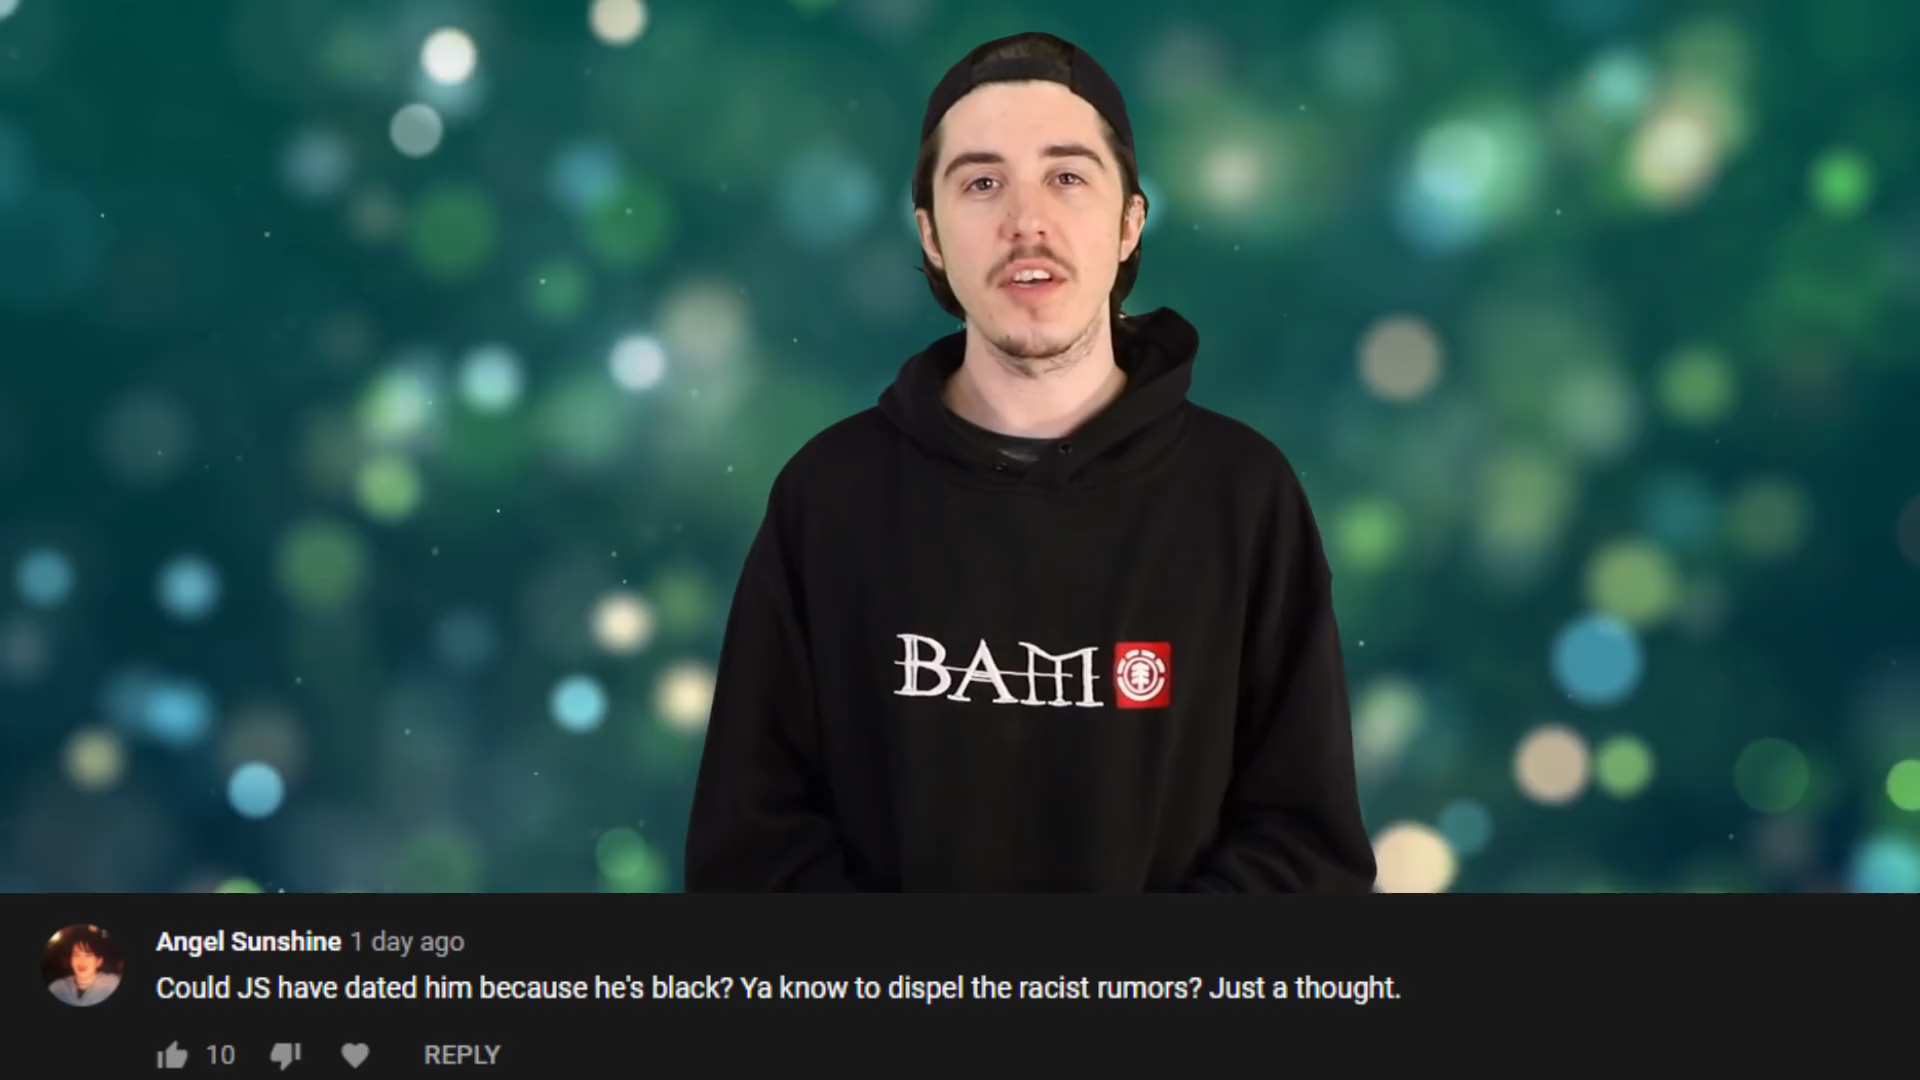 BAM
Angel Sunshine 1 day ago
Could JS have dated him because he's black? Ya know to dispel the racist rumors? Just a thought.
10
REPLY